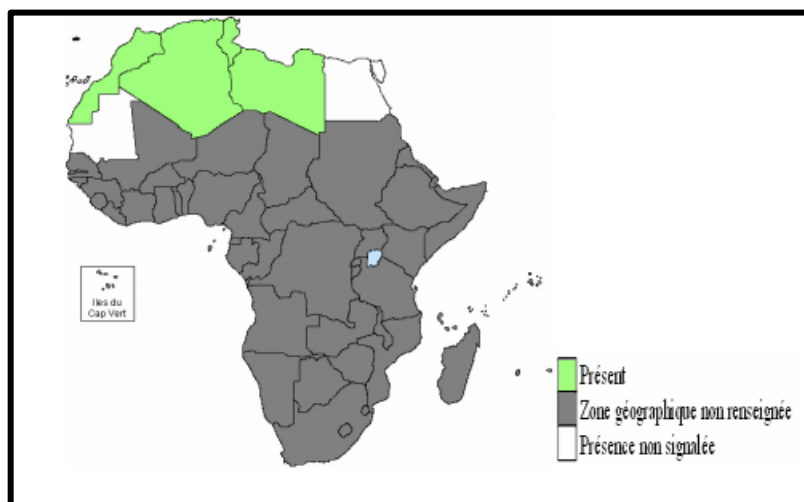 Iles du
Cap Vert
Présent
Zone géographique non renseignée
Présence non signalée